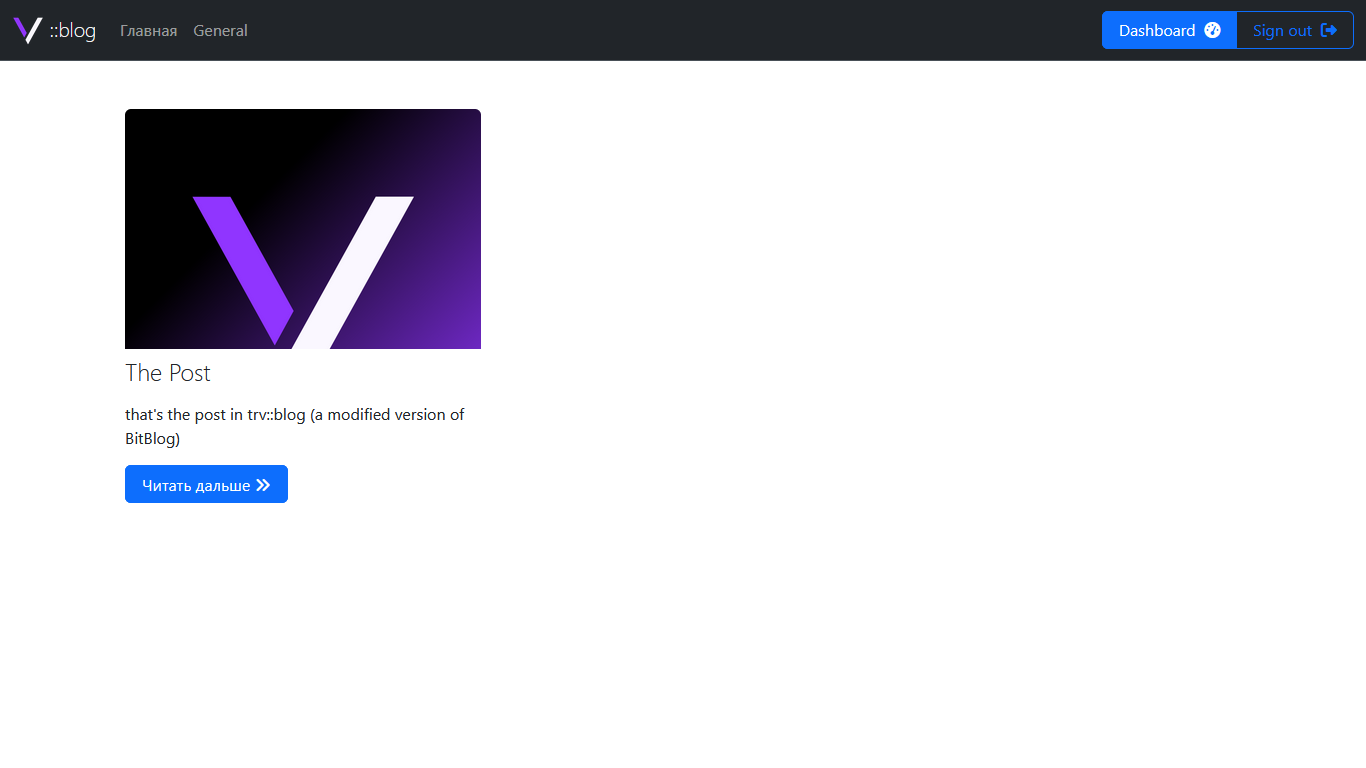 ::blog
Главная
General
Dashboard
Sign out
The Post
that's the post in trv::blog (a modified version of
BitBlog)
Читать дальше